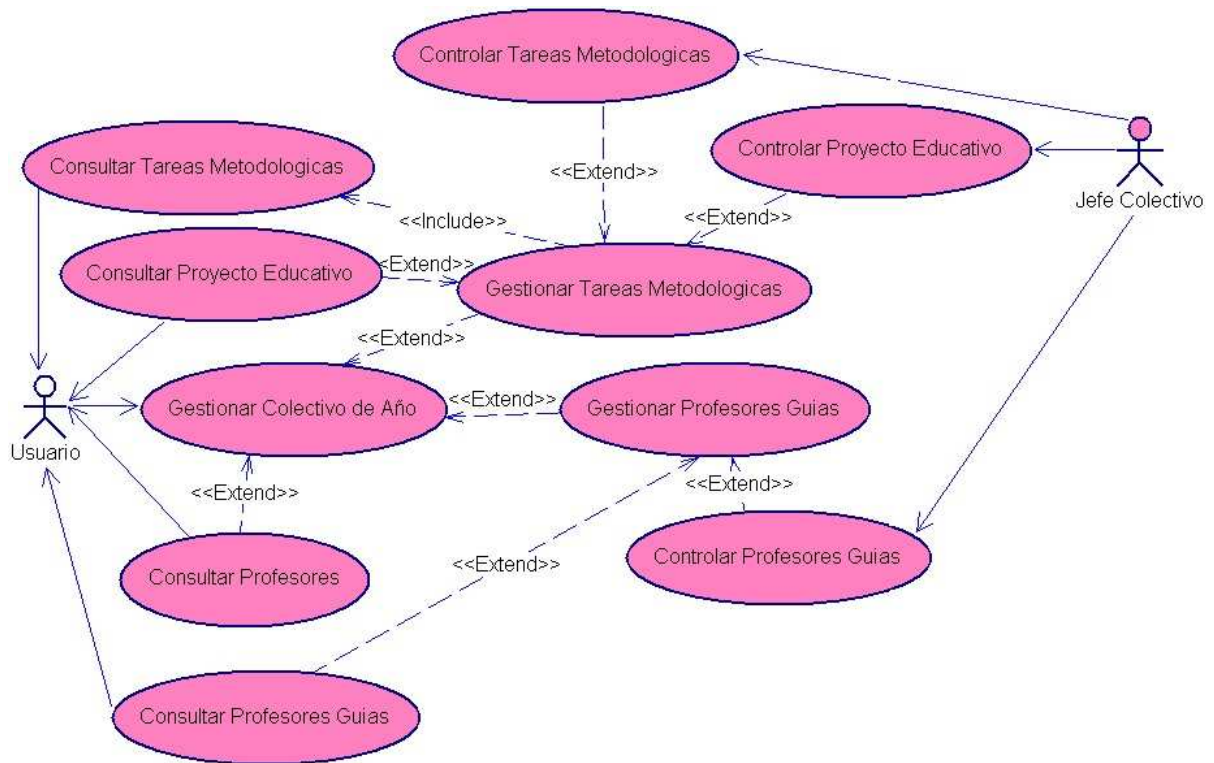 Controlar Tareas Metodologicas
Controlar Proyecto Educativo
Consultar Tareas Metodologicas
<<Extend>>
Jefe Colectivo
<<Include>>
<<Extend>>
Consultar Proyecto Educativo
<<Extend>>
Gestionar Tareas Metodologicas
<<Extend>>
Gestionar Colectivo de Año
<<Extend>>
Gestionar Profesores Guias
Usuario
<<Extend>>
<<Extend>>
Consultar Profesores
<<Extend>>
Controlar Profesores Guias
Consultar Profesores Guias